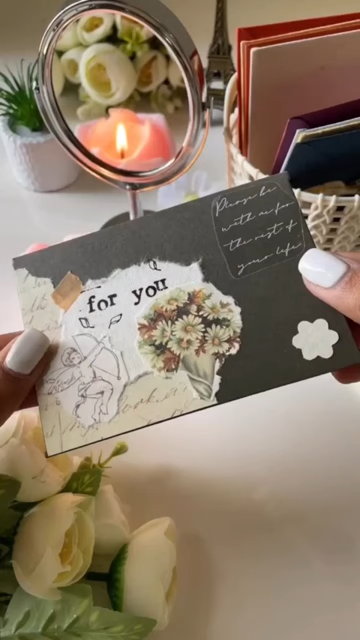 for you
Please be
with me for
the rest of
your life